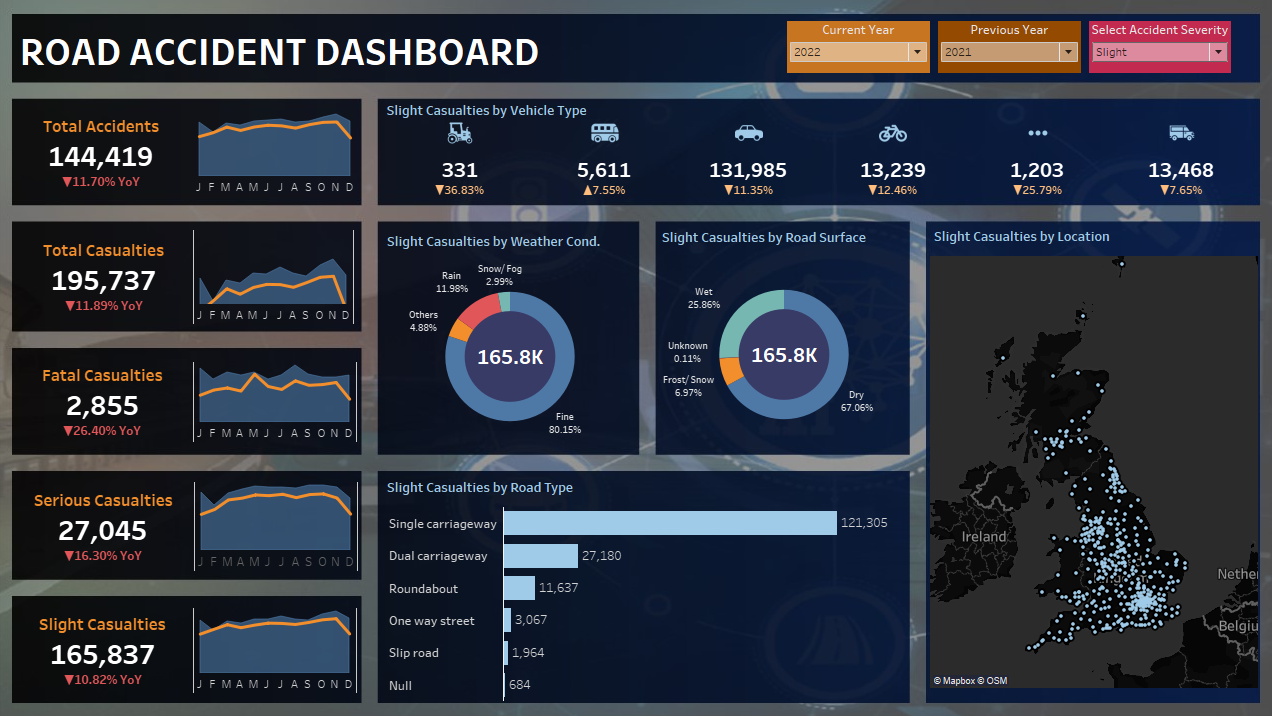 ROAD ACCIDENT DASHBOARD
Current Year
2022
Previous Year
2021
Select Accident Severity
Slight
Total Accidents
144,419
▼11.70% YoY
J F M A M J J A S O N D
Total Casualties
195,737
▼11.89% YoY
J F M A M J J A S O N D
Fatal Casualties
2,855
▼26.40% YoY
J F M A M J J A S O N D
Serious Casualties
27,045
▼16.30% YoY
J F M A M J J A S O N D
Slight Casualties
165,837
▼10.82% YoY
J F M A M J J A S O N D
Slight Casualties by Vehicle Type
331 5,611 131,985 13,239 1,203 13,468
▼36.83% ▲7.55% ▼11.35% ▼12.46% ▼25.79% ▼7.65%
Slight Casualties by Weather Cond.
Snow/ Fog
2.99%
Rain
11.98%
Others
4.88%
165.8K
Fine
80.15%
Slight Casualties by Road Surface
Wet
25.86%
Unknown
0.11%
Frost/ Snow
6.97%
165.8K
Dry
67.06%
Slight Casualties by Road Type
Single carriageway 121,305
Dual carriageway 27,180
Roundabout 11,637
One way street 3,067
Slip road 1,964
Null 684
Slight Casualties by Location
Ireland
Nether
Belgiu
© Mapbox © OSM